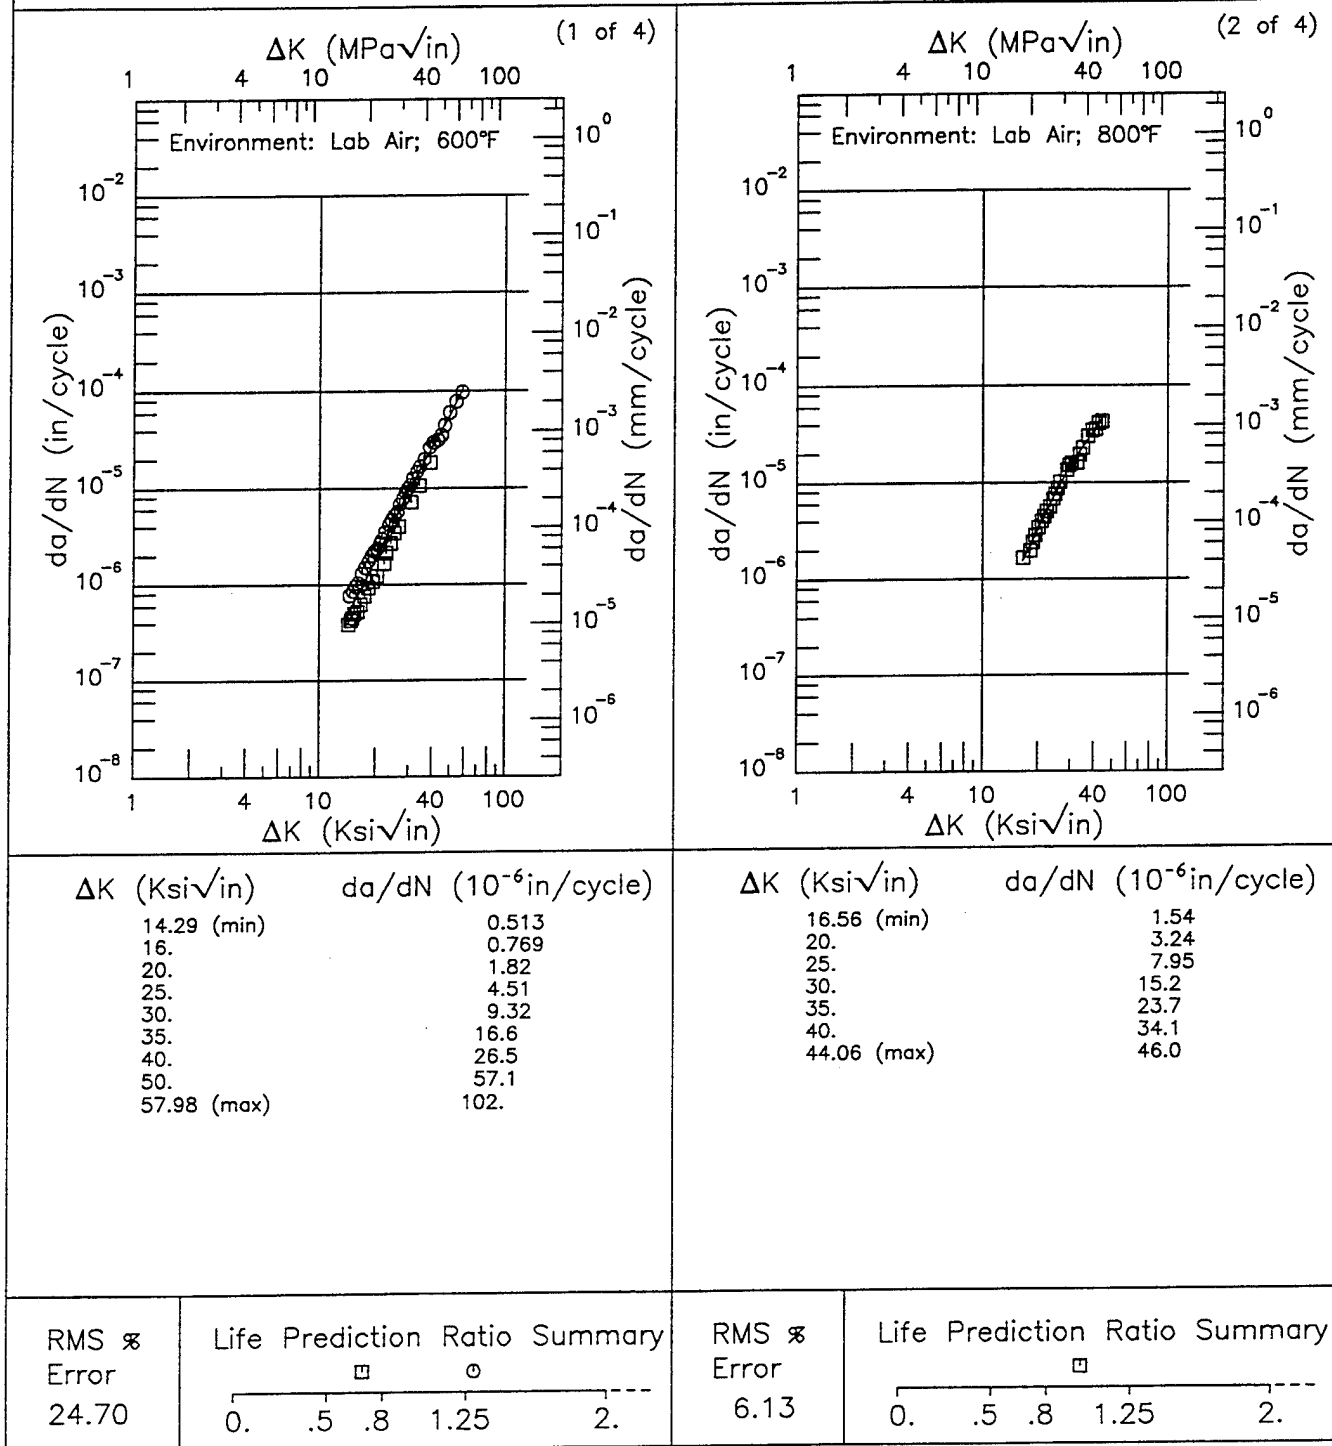 (1 of 4)
ΔK (MPa√in)
1 4 10 40 100
Environment: Lab Air; 600°F
10⁰
10⁻¹
10⁻²
10⁻³
10⁻⁴
10⁻⁵
10⁻⁶
da/dN (mm/cycle)
10⁻²
10⁻³
10⁻⁴
10⁻⁵
10⁻⁶
10⁻⁷
10⁻⁸
da/dN (in/cycle)
1 4 10 40 100
ΔK (Ksi√in)
ΔK (Ksi√in) da/dN (10⁻⁶in/cycle)
14.29 (min) 0.513
16. 0.769
20. 1.82
25. 4.51
30. 9.32
35. 16.6
40. 26.5
50. 57.1
57.98 (max) 102.
RMS % Error
24.70
Life Prediction Ratio Summary
0. .5 .8 1.25 2.
(2 of 4)
ΔK (MPa√in)
1 4 10 40 100
Environment: Lab Air; 800°F
10⁰
10⁻¹
10⁻²
10⁻³
10⁻⁴
10⁻⁵
10⁻⁶
da/dN (mm/cycle)
10⁻²
10⁻³
10⁻⁴
10⁻⁵
10⁻⁶
10⁻⁷
10⁻⁸
da/dN (in/cycle)
1 4 10 40 100
ΔK (Ksi√in)
ΔK (Ksi√in) da/dN (10⁻⁶in/cycle)
16.56 (min) 1.54
20. 3.24
25. 7.95
30. 15.2
35. 23.7
40. 34.1
44.06 (max) 46.0
RMS % Error
6.13
Life Prediction Ratio Summary
0. .5 .8 1.25 2.